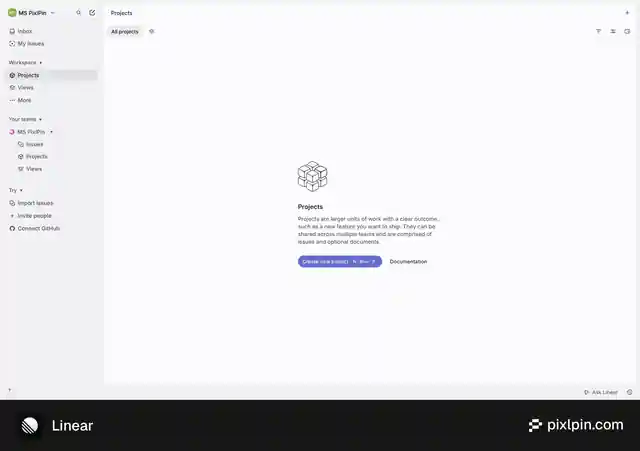 MS PixlPin
Inbox
My issues
Workspace
Projects
Views
More
Your teams
MS PixlPin
Issues
Projects
Views
Try
Import issues
Invite people
Connect GitHub
Projects
All projects
Projects
Projects are larger units of work with a clear outcome,
such as a new feature you want to ship. They can be
shared across multiple teams and are comprised of
issues and optional documents.
Create new project N then P
Documentation
?
Ask Linear
Linear
pixlpin.com